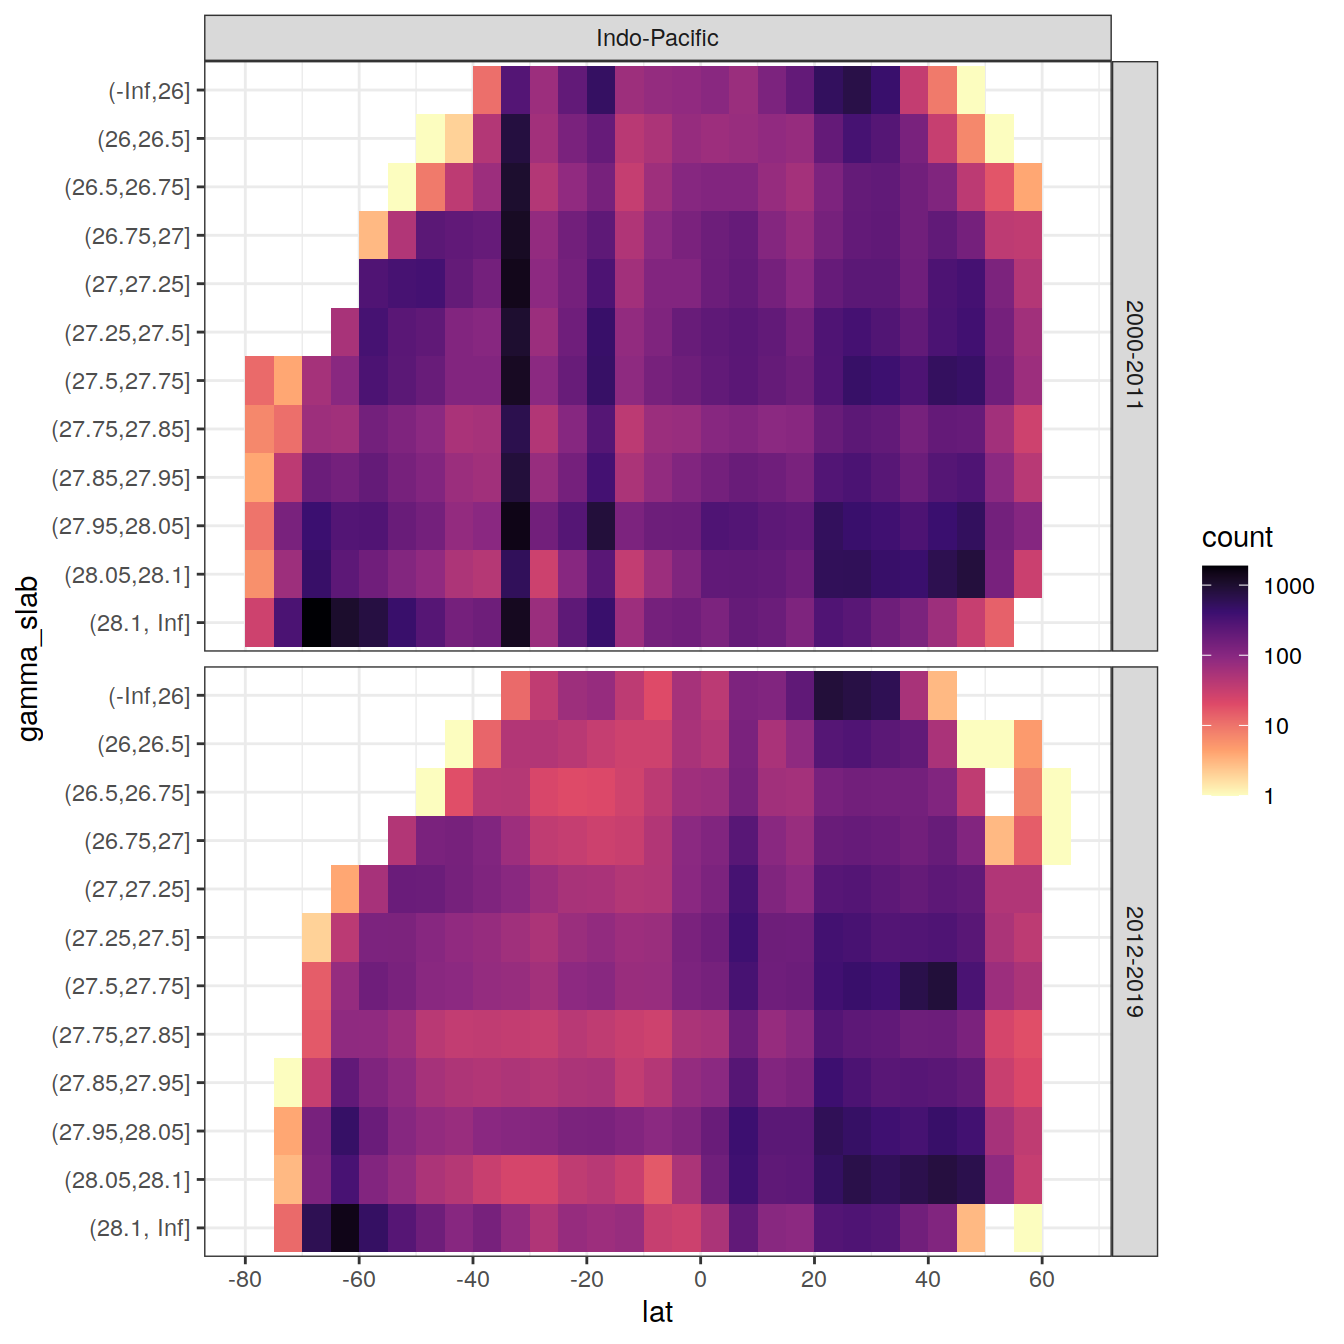 Indo-Pacific
(-Inf,26]
(26,26.5]
(26.5,26.75]
(26.75,27]
(27,27.25]
(27.25,27.5]
(27.5,27.75]
(27.75,27.85]
(27.85,27.95]
(27.95,28.05]
(28.05,28.1]
(28.1, Inf]
2000-2011
(-Inf,26]
(26,26.5]
(26.5,26.75]
(26.75,27]
(27,27.25]
(27.25,27.5]
(27.5,27.75]
(27.75,27.85]
(27.85,27.95]
(27.95,28.05]
(28.05,28.1]
(28.1, Inf]
2012-2019
gamma_slab
-80 -60 -40 -20 0 20 40 60
lat
count
1000
100
10
1